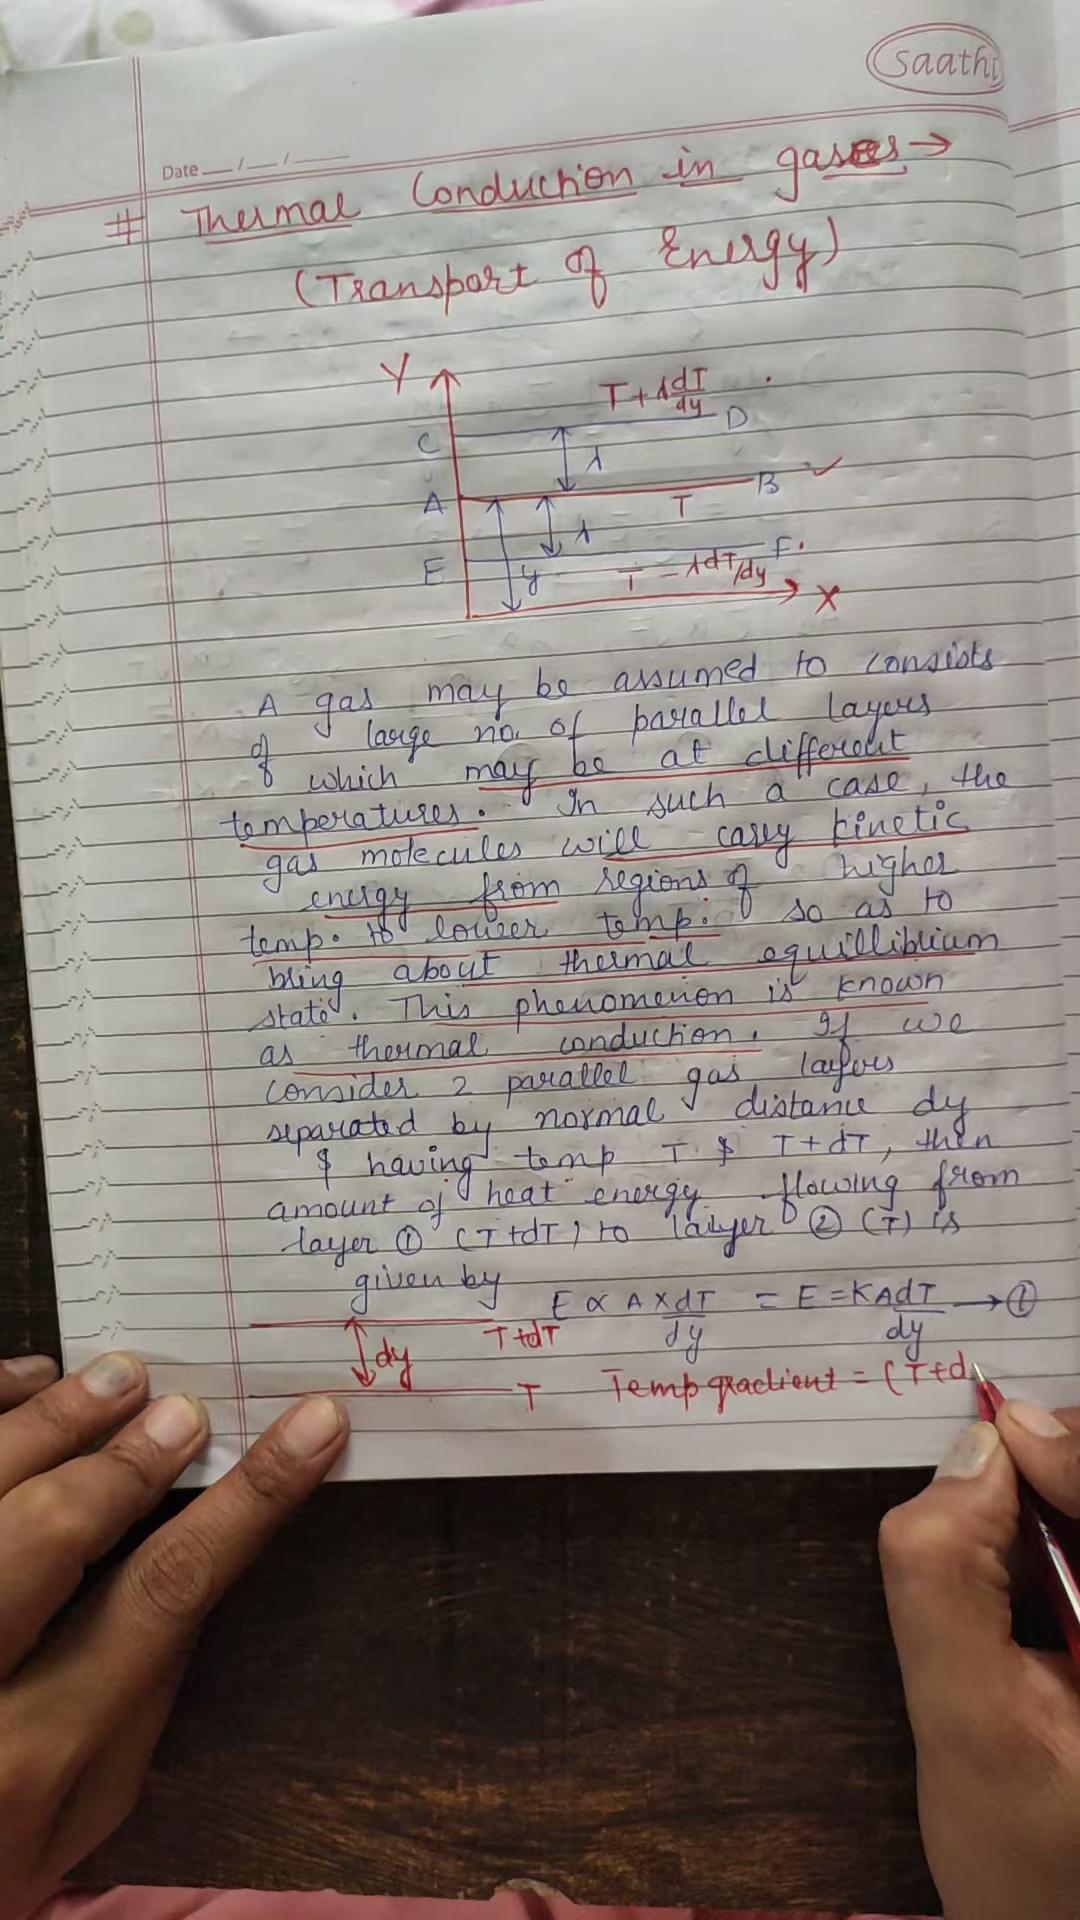 Saathi
Date __/__/____
# Thermal Conduction in gases →
(Transport of Energy)
Y
T + λ dT/dy
C D
λ
A B ✓
T
λ
E F
y T - λ dT/dy
X
A gas may be assumed to consists
of large no. of parallel layers
which may be at different
temperatures. In such a case, the
gas molecules will carry kinetic
energy from regions of higher
temp. to lower temp. so as to
bring about thermal equillibrium
state. This phenomenon is known
as thermal conduction. If we
consider 2 parallel gas layers
separated by normal distance dy
& having temp T & T+dT, then
amount of heat energy flowing from
layer ① (T+dT) to layer ② (T) is
given by
E ∝ A x dT/dy = E = KA dT/dy → ①
T+dT
dy
T Temp gradient = (T+d